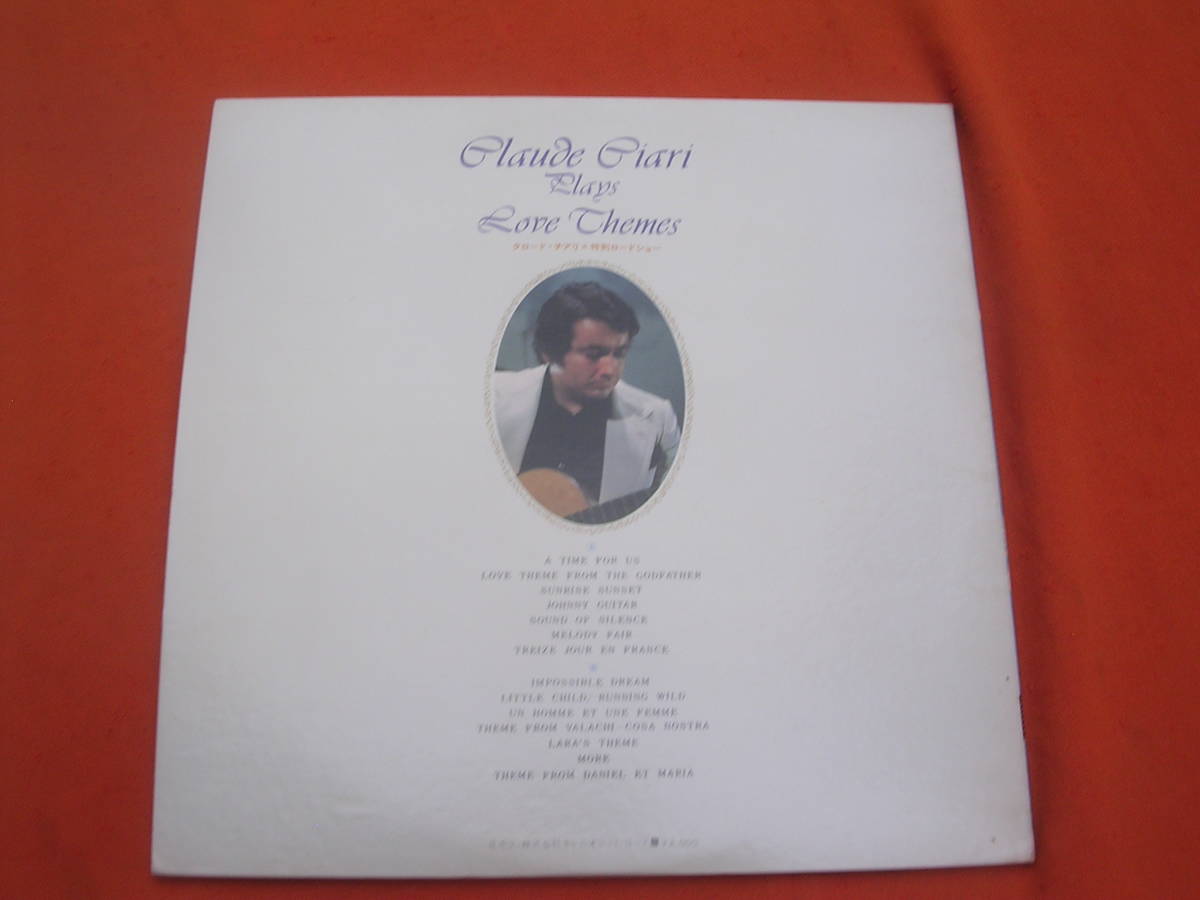 Claude Ciari
Plays
Love Themes
クロード・チアリ＊特別ロードショー
A TIME FOR US
LOVE THEME FROM THE GODFATHER
SUNRISE SUNSET
JOHNNY GUITAR
SOUND OF SILENCE
MELODY FAIR
TREIZE JOUR EN FRANCE
IMPOSSIBLE DREAM
LITTLE CHILD/RUNNING WILD
UN HOMME ET UNE FEMME
THEME FROM VALACHI-COSA NOSTRA
LARA'S THEME
MORE
THEME FROM DANIEL ET MARIA